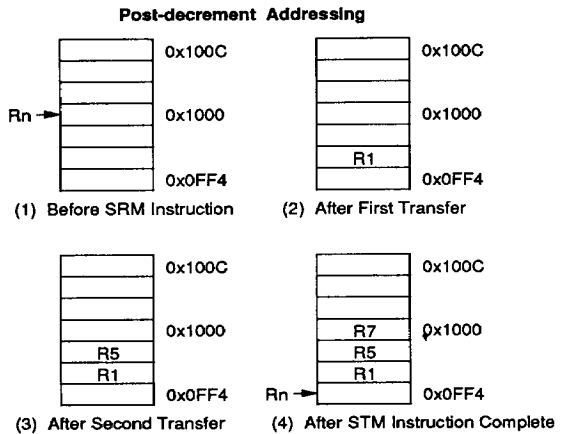 Post-decrement Addressing
0x100C
Rn
0x1000
0x0FF4
(1) Before SRM Instruction
0x100C
0x1000
R1
0x0FF4
(2) After First Transfer
0x100C
0x1000
R5
R1
0x0FF4
(3) After Second Transfer
0x100C
R7
0x1000
R5
R1
Rn
0x0FF4
(4) After STM Instruction Complete